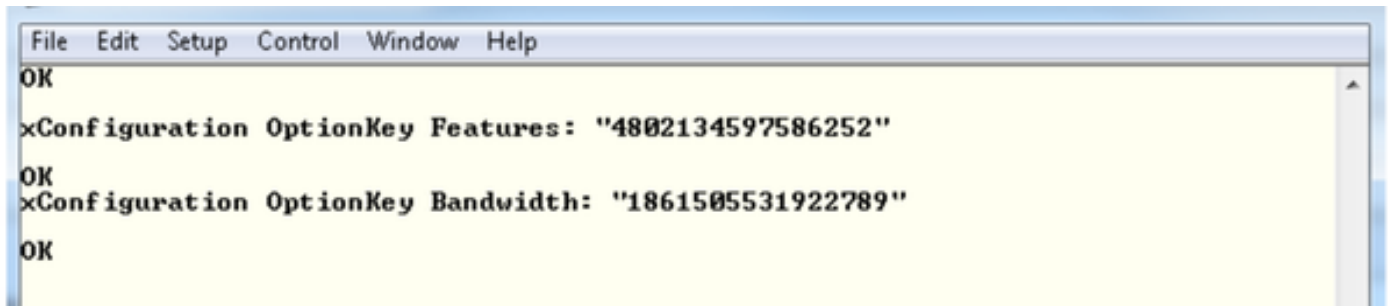 File Edit Setup Control Window Help
OK
xConfiguration OptionKey Features: "4802134597586252"
OK
xConfiguration OptionKey Bandwidth: "1861505531922789"
OK